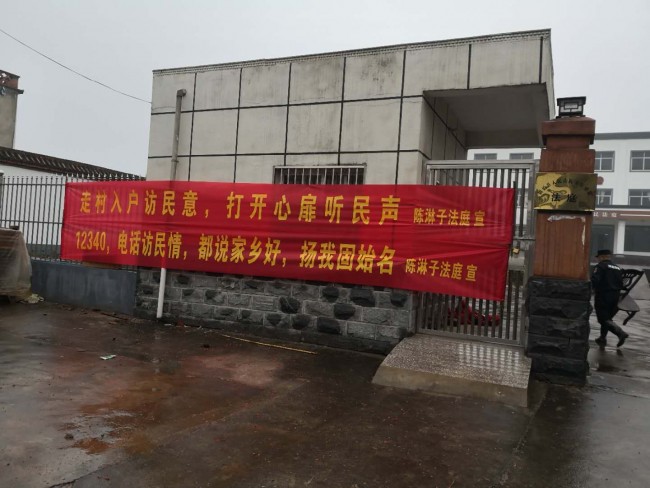 走村入户访民意，打开心扉听民声 陈淋子法庭 宣
12340，电话访民情，都说家乡好，扬我固始名 陈淋子法庭 宣
法庭